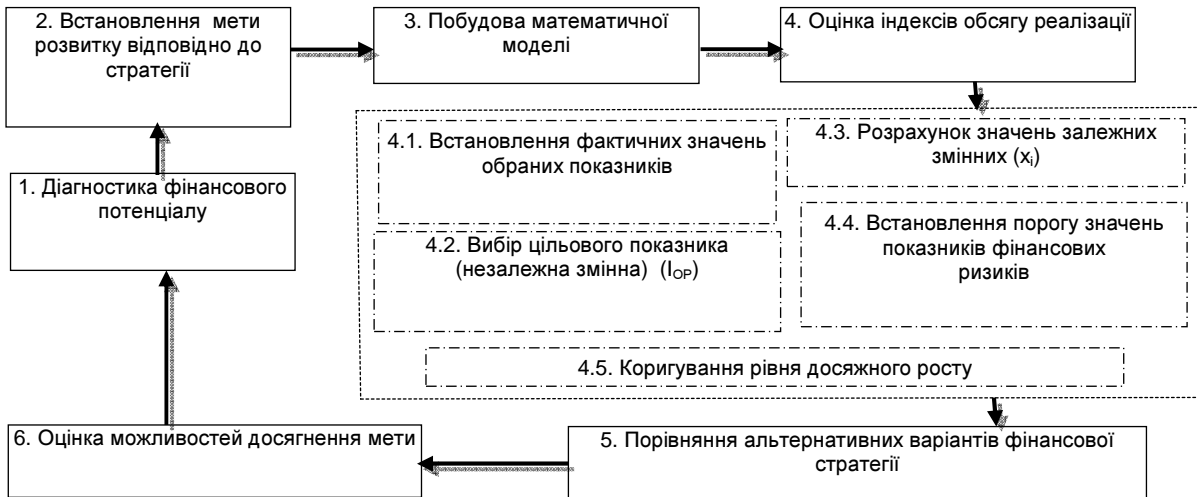 2. Встановлення мети
розвитку відповідно до
стратегії
3. Побудова математичної
моделі
4. Оцінка індексів обсягу реалізації
4.1. Встановлення фактичних значень
обраних показників
4.3. Розрахунок значень залежних
змінних (xi)
1. Діагностика фінансового
потенціалу
4.2. Вибір цільового показника
(незалежна змінна) (IОР)
4.4. Встановлення порогу значень
показників фінансових
ризиків
4.5. Коригування рівня досяжного росту
6. Оцінка можливостей досягнення мети
5. Порівняння альтернативних варіантів фінансової
стратегії